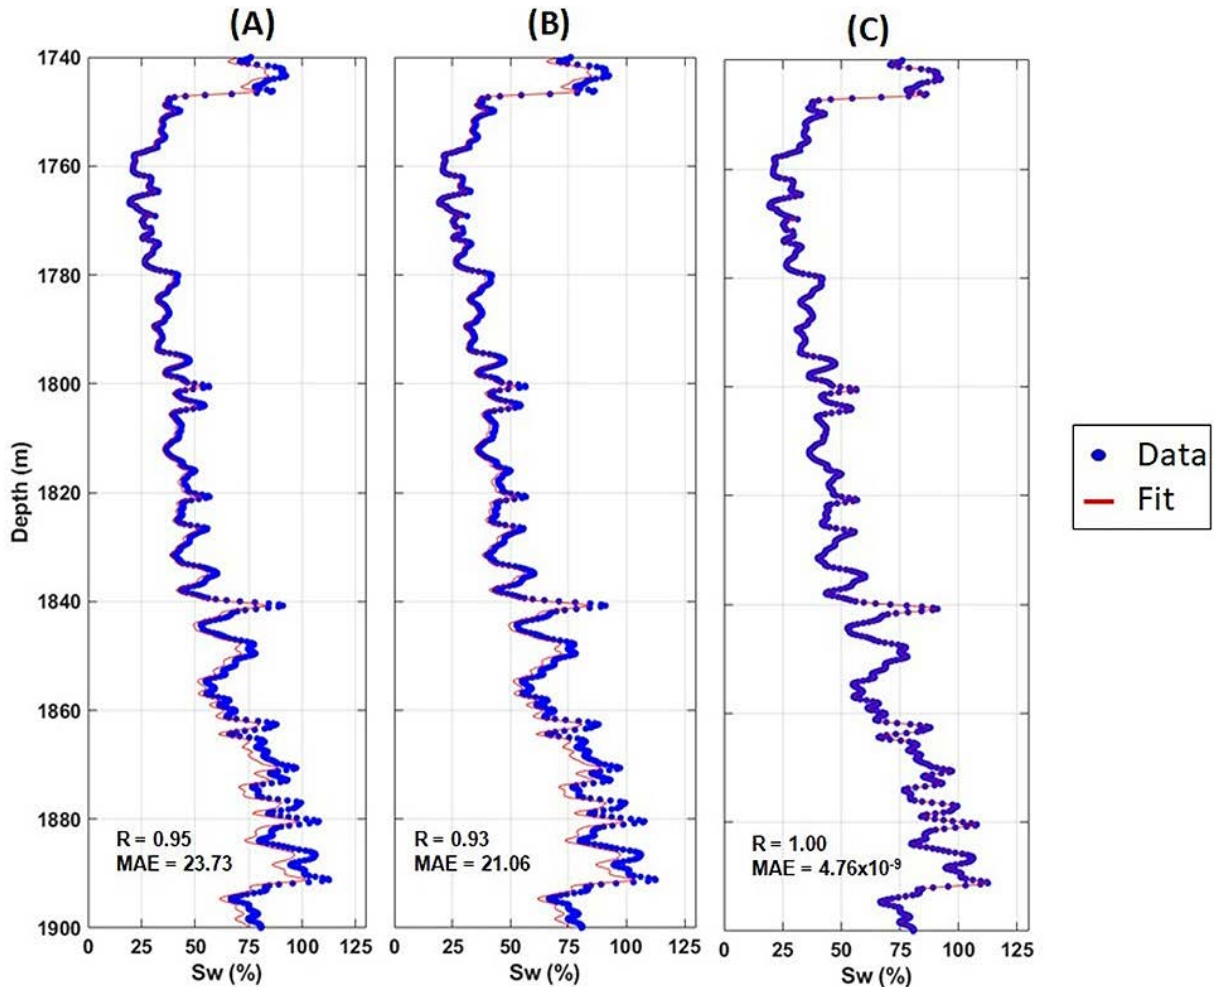 (A)
(B)
(C)
Depth (m)
1740
1760
1780
1800
1820
1840
1860
1880
1900
R = 0.95
MAE = 23.73
R = 0.93
MAE = 21.06
R = 1.00
MAE = 4.76x10⁻⁹
0 25 50 75 100 125
Sw (%)
0 25 50 75 100 125
Sw (%)
0 25 50 75 100 125
Sw (%)
Data
Fit